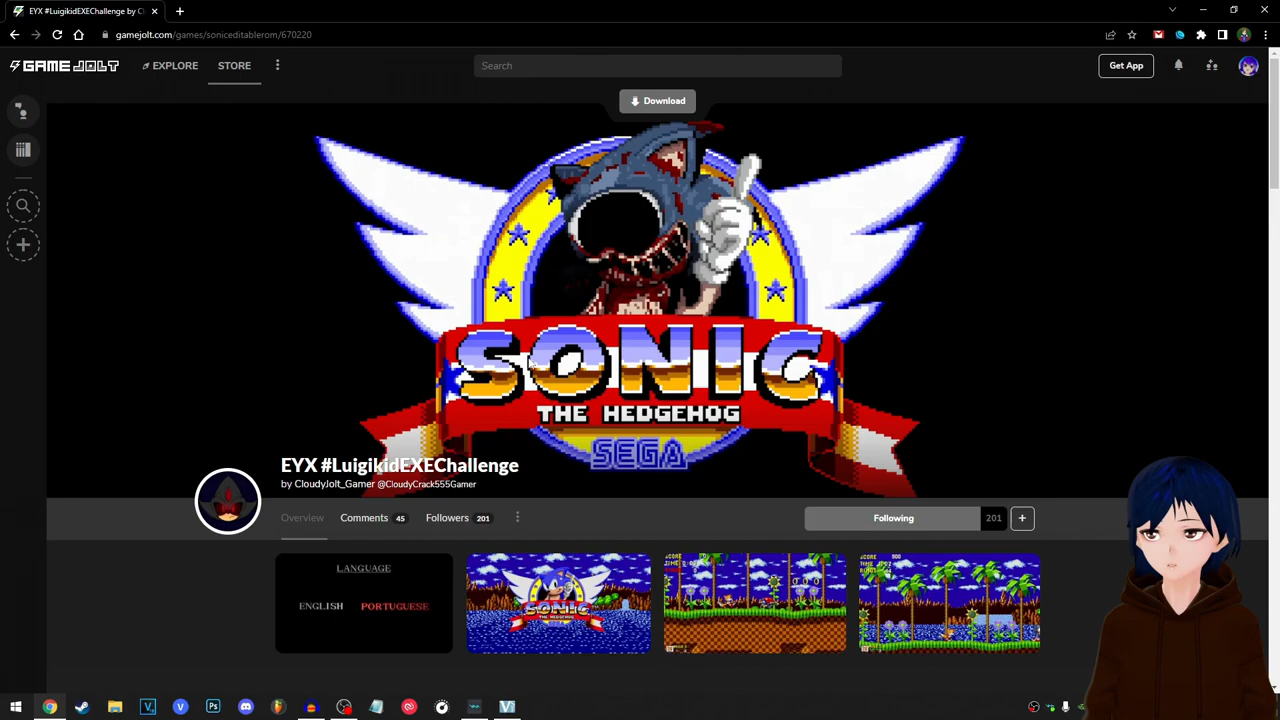 EYX #LuigikidEXEChallenge by C
gamejolt.com/games/soniceditablerom/670220
GAME JOLT
EXPLORE
STORE
Search
Get App
Download
SONIC
THE HEDGEHOG
SEGA
EYX #LuigikidEXEChallenge
by CloudyJolt_Gamer @CloudyCrack555Gamer
Overview
Comments 45
Followers 201
Following
201
LANGUAGE
ENGLISH PORTUGUESE
SONIC